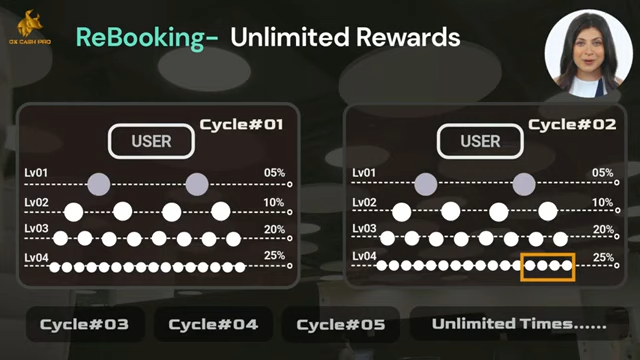 OX CASH PRO
ReBooking- Unlimited Rewards
Cycle#01
USER
Lv01 05%
Lv02 10%
Lv03 20%
Lv04 25%
Cycle#02
USER
Lv01 05%
Lv02 10%
Lv03 20%
Lv04 25%
Cycle#03 Cycle#04 Cycle#05 Unlimited Times......